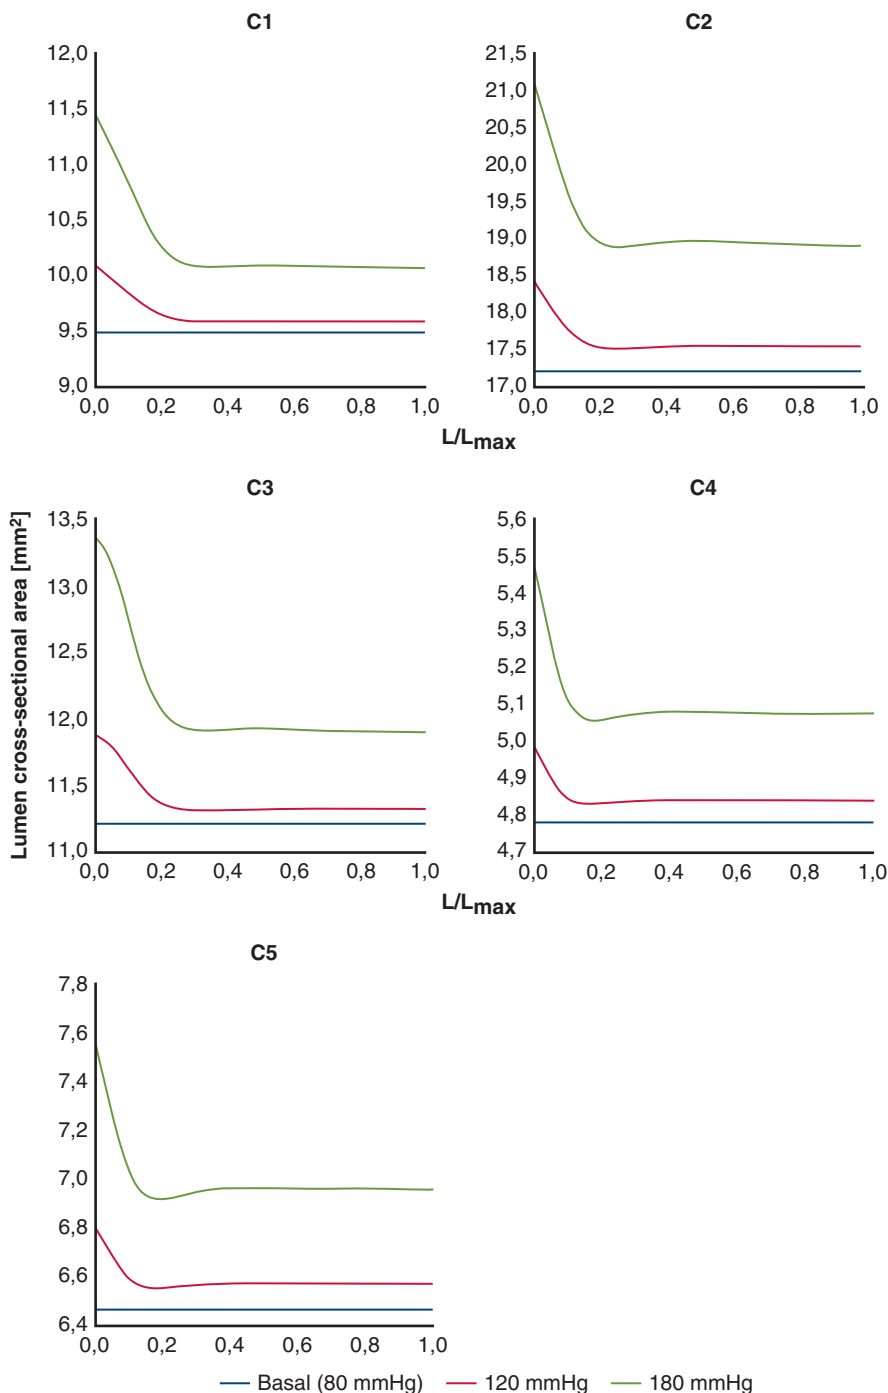 C1
12,0
11,5
11,0
10,5
10,0
9,5
9,0
0,0 0,2 0,4 0,6 0,8 1,0
C2
21,5
21,0
20,5
20,0
19,5
19,0
18,5
18,0
17,5
17,0
0,0 0,2 0,4 0,6 0,8 1,0
L/Lmax
Lumen cross-sectional area [mm²]
C3
13,5
13,0
12,5
12,0
11,5
11,0
0,0 0,2 0,4 0,6 0,8 1,0
C4
5,6
5,5
5,4
5,3
5,2
5,1
5,0
4,9
4,8
4,7
0,0 0,2 0,4 0,6 0,8 1,0
L/Lmax
C5
7,8
7,6
7,4
7,2
7,0
6,8
6,6
6,4
0,0 0,2 0,4 0,6 0,8 1,0
Basal (80 mmHg) 120 mmHg 180 mmHg